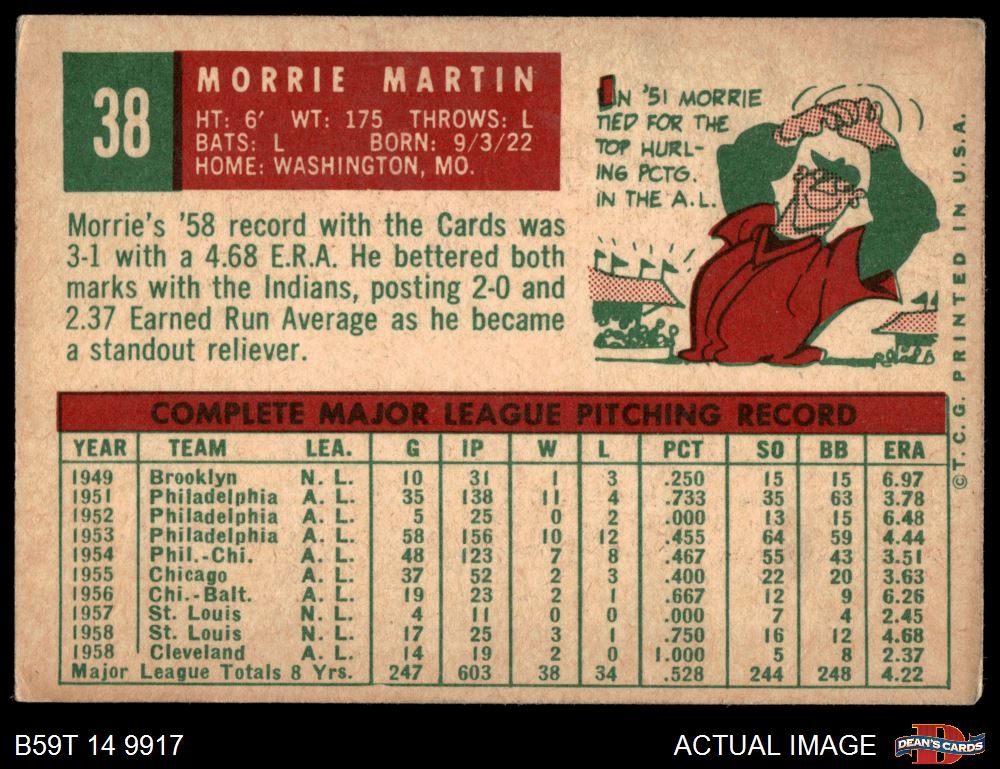 38
MORRIE MARTIN
HT: 6' WT: 175 THROWS: L
BATS: L BORN: 9/3/22
HOME: WASHINGTON, MO.
Morrie's '58 record with the Cards was
3-1 with a 4.68 E.R.A. He bettered both
marks with the Indians, posting 2-0 and
2.37 Earned Run Average as he became
a standout reliever.
IN '51 MORRIE
TIED FOR THE
TOP HURL-
ING PCTG.
IN THE A.L.
COMPLETE MAJOR LEAGUE PITCHING RECORD
YEAR TEAM LEA. G IP W L PCT SO BB ERA
1949 Brooklyn N. L. 10 31 1 3 .250 15 15 6.97
1951 Philadelphia A. L. 35 138 11 4 .733 35 63 3.78
1952 Philadelphia A. L. 5 25 0 2 .000 13 15 6.48
1953 Philadelphia A. L. 58 156 10 12 .455 64 59 4.44
1954 Phil.-Chi. A. L. 48 123 7 8 .467 55 43 3.51
1955 Chicago A. L. 37 52 2 3 .400 22 20 3.63
1956 Chi.-Balt. A. L. 19 23 2 1 .667 12 9 6.26
1957 St. Louis N. L. 4 11 0 0 .000 7 4 2.45
1958 St. Louis N. L. 17 25 3 1 .750 16 12 4.68
1958 Cleveland A. L. 14 19 2 0 1.000 5 8 2.37
Major League Totals 8 Yrs. 247 603 38 34 .528 244 248 4.22
©T. C. G. PRINTED IN U.S.A.
B59T 14 9917
ACTUAL IMAGE
D
DEAN'S CARDS